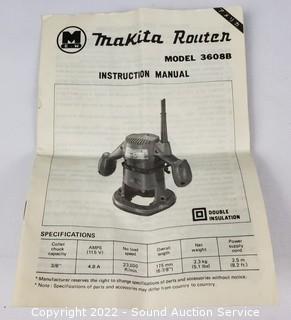 M
makita Router
MODEL 3608B
INSTRUCTION MANUAL
DOUBLE
INSULATION
SPECIFICATIONS
Collet chuck capacity AMPS (115 V) No load speed Overall length Net weight Power supply cord
3/8" 4.8 A 23,000 R/min. 175 mm (6-7/8") 2.3 kg (5.1 lbs) 2.5 m (8.2 ft.)
* Manufacturer reserves the right to change specifications of parts and accessories without notice.
* Note: Specifications of parts and accessories may differ from country to country.
Copyright 2022 - Sound Auction Service